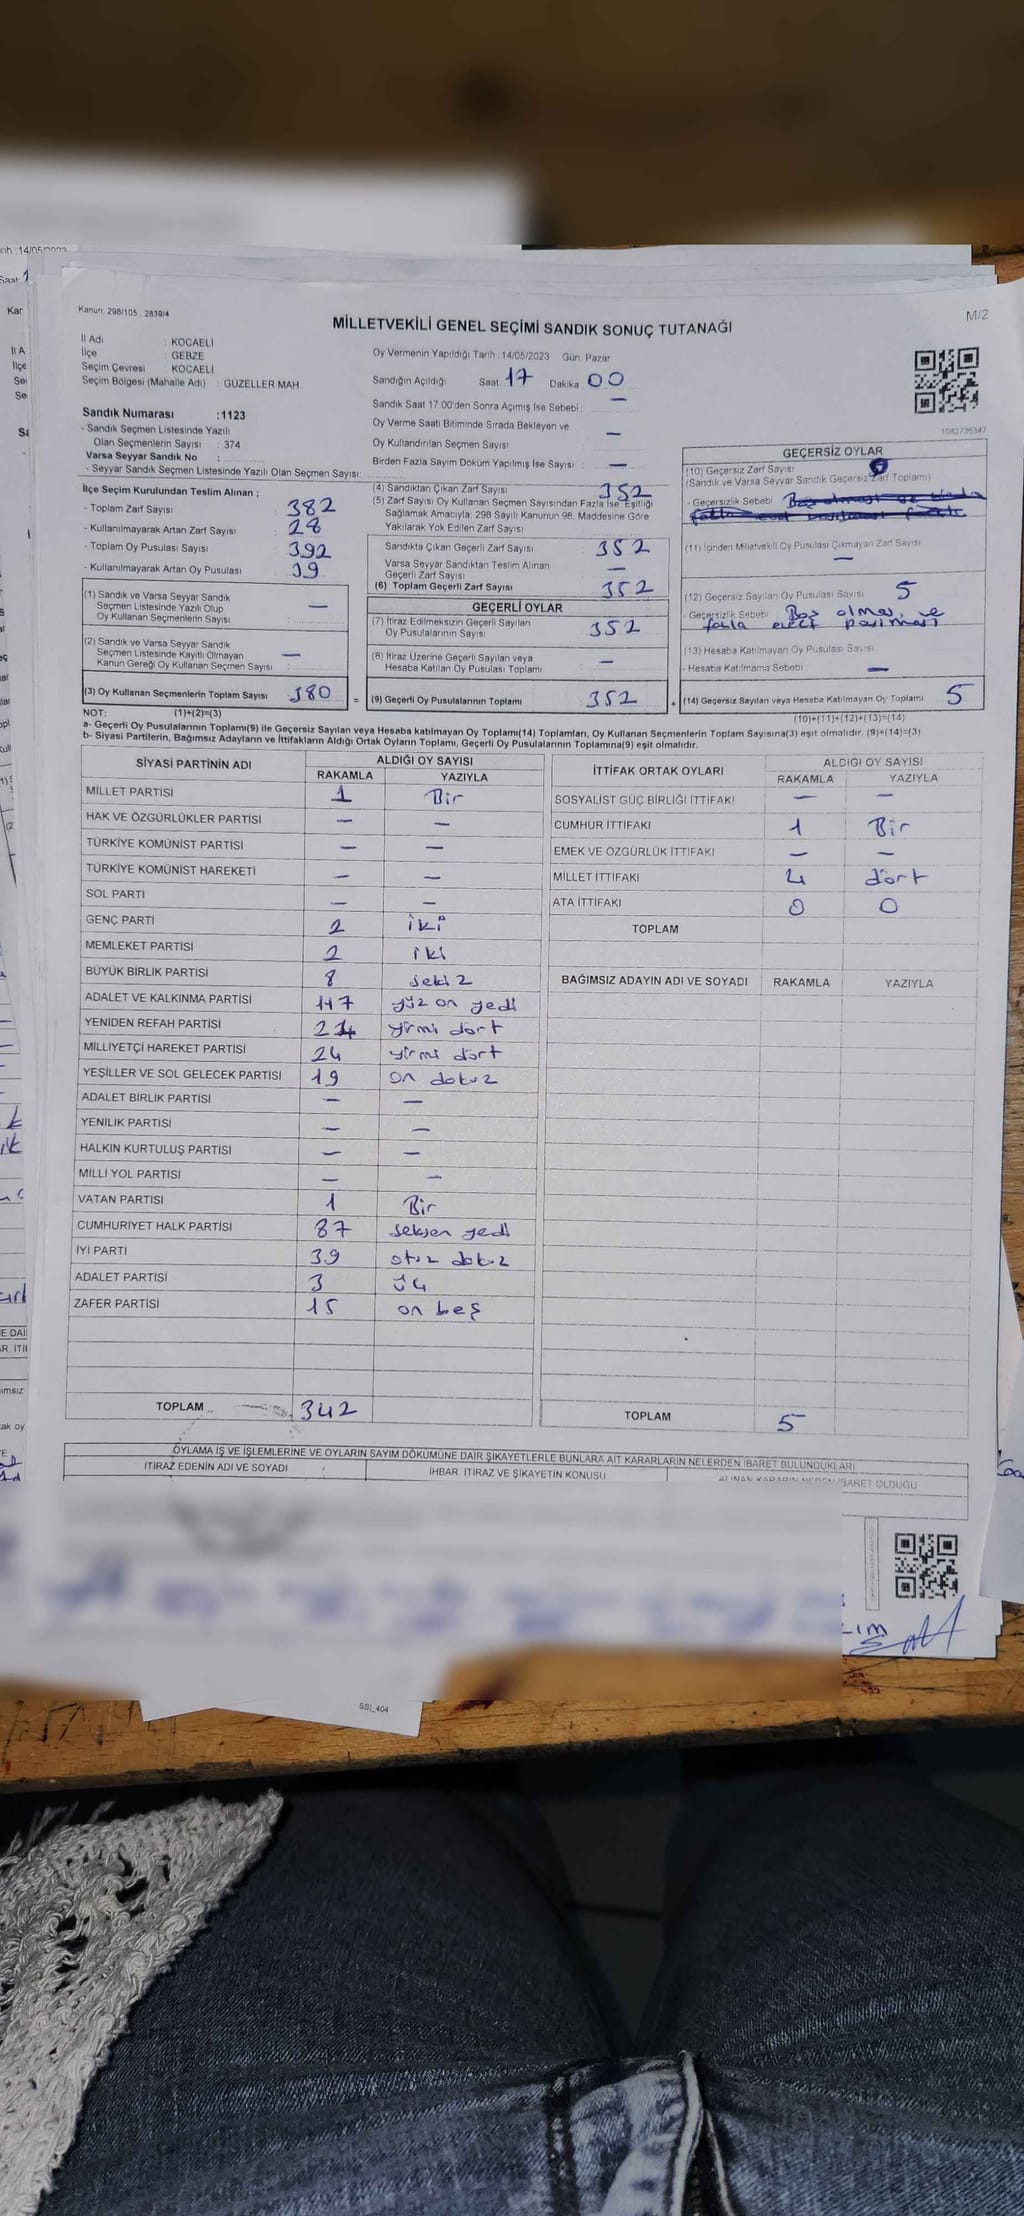 Kanun: 298/105 , 2839/4
M/2
MİLLETVEKİLİ GENEL SEÇİMİ SANDIK SONUÇ TUTANAĞI
İl Adı : KOCAELİ
İlçe : GEBZE
Seçim Çevresi : KOCAELİ
Seçim Bölgesi (Mahalle Adı) : GÜZELLER MAH
Sandık Numarası :1123
- Sandık Seçmen Listesinde Yazılı
Olan Seçmenlerin Sayısı : 374
Varsa Seyyar Sandık No :
- Seyyar Sandık Seçmen Listesinde Yazılı Olan Seçmen Sayısı:
Oy Vermenin Yapıldığı Tarih :14/05/2023 Gün: Pazar
Sandığın Açıldığı Saat: 17 Dakika 00
Sandık Saat 17.00'den Sonra Açımış İse Sebebi : —
Oy Verme Saati Bitiminde Sırada Bekleyen ve
Oy Kullandırılan Seçmen Sayısı —
Birden Fazla Sayım Döküm Yapılmış İse Sayısı : —
1083736347
İlçe Seçim Kurulundan Teslim Alınan ;
- Toplam Zarf Sayısı : 382
- Kullanılmayarak Artan Zarf Sayısı : 28
- Toplam Oy Pusulası Sayısı : 392
- Kullanılmayarak Artan Oy Pusulası : 39
(1) Sandık ve Varsa Seyyar Sandık
Seçmen Listesinde Yazılı Olup
Oy Kullanan Seçmenlerin Sayısı : —
(2) Sandık ve Varsa Seyyar Sandık
Seçmen Listesinde Kayıtlı Olmayan
Kanun Gereği Oy Kullanan Seçmen Sayısı : —
(3) Oy Kullanan Seçmenlerin Toplam Sayısı 380
(4) Sandıktan Çıkan Zarf Sayısı 352
(5) Zarf Sayısı Oy Kullanan Seçmen Sayısından Fazla İse, Eşitliği
Sağlamak Amacıyla; 298 Sayılı Kanunun 98. Maddesine Göre
Yakılarak Yok Edilen Zarf Sayısı
Sandıkta Çıkan Geçerli Zarf Sayısı 352
Varsa Seyyar Sandıktan Teslim Alınan
Geçerli Zarf Sayısı —
(6) Toplam Geçerli Zarf Sayısı 352
GEÇERLİ OYLAR
(7) İtiraz Edilmeksizin Geçerli Sayılan
Oy Pusulalarının Sayısı 352
(8) İtiraz Üzerine Geçerli Sayılan veya
Hesaba Katılan Oy Pusulası Toplamı —
= (9) Geçerli Oy Pusulalarının Toplamı 352 +
GEÇERSİZ OYLAR
(10) Geçersiz Zarf Sayısı
(Sandık ve Varsa Seyyar Sandık Geçersiz Zarf Toplamı)
- Geçersizlik Sebebi
(11) İçinden Milletvekili Oy Pusulası Çıkmayan Zarf Sayısı
—
(12) Geçersiz Sayılan Oy Pusulası Sayısı 5
- Geçersizlik Sebebi Boş olması ve
fazla basılması
(13) Hesaba Katılmayan Oy Pusulası Sayısı
- Hesaba Katılmama Sebebi —
(14) Geçersiz Sayılan veya Hesaba Katılmayan Oy Toplamı 5
NOT: (1)+(2)=(3)
(10)+(11)+(12)+(13)=(14)
a- Geçerli Oy Pusulalarının Toplamı(9) ile Geçersiz Sayılan veya Hesaba Katılmayan Oy Toplamı(14) Toplamları, Oy Kullanan Seçmenlerin Toplam Sayısına(3) eşit olmalıdır. (9)+(14)=(3)
b- Siyasi Partilerin, Bağımsız Adayların ve İttifakların Aldığı Ortak Oyların Toplamı, Geçerli Oy Pusulalarının Toplamına(9) eşit olmalıdır.
SİYASİ PARTİNİN ADI ALDIĞI OY SAYISI
RAKAMLA YAZIYLA
MİLLET PARTİSİ 1 Bir
HAK VE ÖZGÜRLÜKLER PARTİSİ — —
TÜRKİYE KOMÜNİST PARTİSİ — —
TÜRKİYE KOMÜNİST HAREKETİ — —
SOL PARTİ — —
GENÇ PARTİ 2 iki
MEMLEKET PARTİSİ 2 iki
BÜYÜK BİRLİK PARTİSİ 8 sekiz
ADALET VE KALKINMA PARTİSİ 117 yüz on yedi
YENİDEN REFAH PARTİSİ 24 yirmi dört
MİLLİYETÇİ HAREKET PARTİSİ 24 yirmi dört
YEŞİLLER VE SOL GELECEK PARTİSİ 19 on dokuz
ADALET BİRLİK PARTİSİ — —
YENİLİK PARTİSİ — —
HALKIN KURTULUŞ PARTİSİ — —
MİLLİ YOL PARTİSİ — —
VATAN PARTİSİ 1 Bir
CUMHURİYET HALK PARTİSİ 87 seksen yedi
İYİ PARTİ 39 otuz dokuz
ADALET PARTİSİ 3 üç
ZAFER PARTİSİ 15 on beş
TOPLAM 342
İTTİFAK ORTAK OYLARI ALDIĞI OY SAYISI
RAKAMLA YAZIYLA
SOSYALİST GÜÇ BİRLİĞİ İTTİFAKI — —
CUMHUR İTTİFAKI 1 Bir
EMEK VE ÖZGÜRLÜK İTTİFAKI — —
MİLLET İTTİFAKI 4 dört
ATA İTTİFAKI 0 0
TOPLAM
BAĞIMSIZ ADAYIN ADI VE SOYADI RAKAMLA YAZIYLA
TOPLAM 5
OYLAMA İŞ VE İŞLEMLERİNE VE OYLARIN SAYIM DÖKÜMÜNE DAİR ŞİKAYETLERLE BUNLARA AİT KARARLARIN NELERDEN İBARET BULUNDUKLARI
İTİRAZ EDENİN ADI VE SOYADI İHBAR, İTİRAZ VE ŞİKAYETİN KONUSU ALINAN KARARIN NEDEN İBARET OLDUĞU
SSİ_404